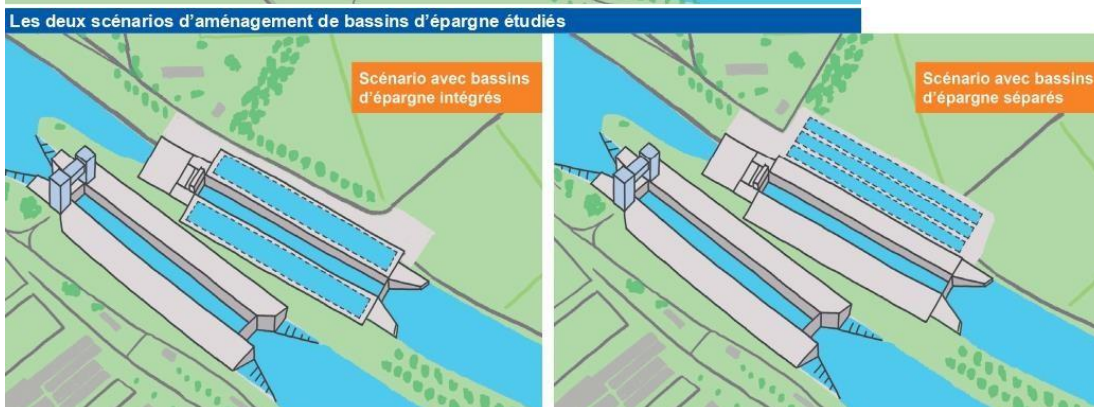 Les deux scénarios d'aménagement de bassins d'épargne étudiés
Scénario avec bassins
d'épargne intégrés
Scénario avec bassins
d'épargne séparés